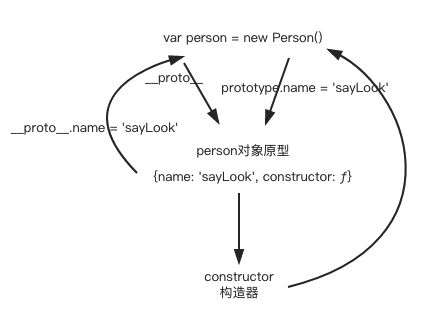 var person = new Person()
__proto__
prototype.name = 'sayLook'
__proto__.name = 'sayLook'
person对象原型
{name: 'sayLook', constructor: ƒ}
constructor
构造器